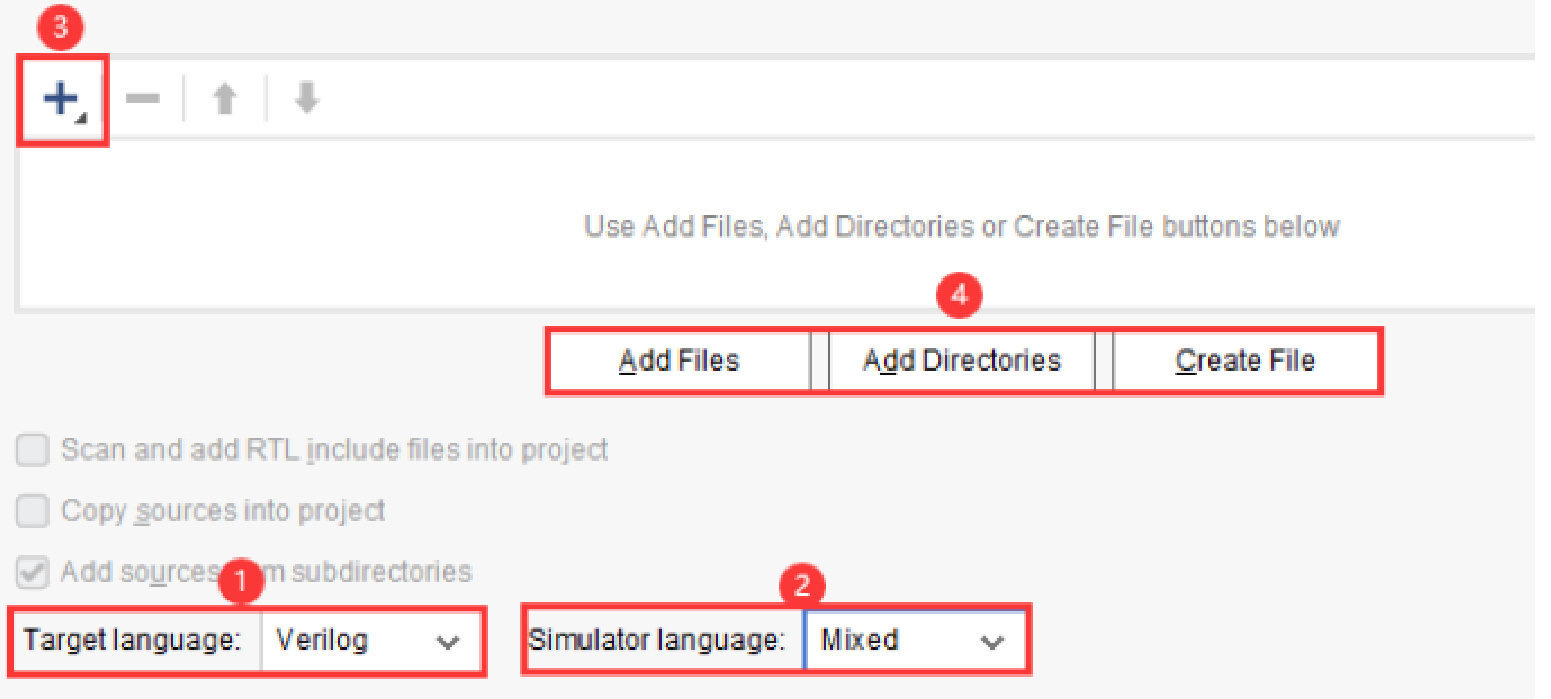 3
Use Add Files, Add Directories or Create File buttons below
4
Add Files Add Directories Create File
Scan and add RTL include files into project
Copy sources into project
Add sources m subdirectories
1 2
Target language: Verilog Simulator language: Mixed